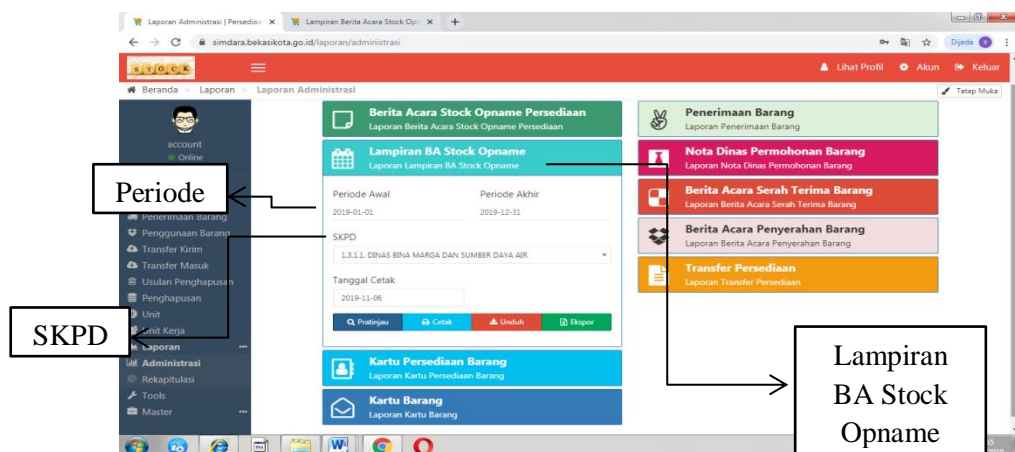 Laporan Administrasi | Persedia
Lampiran Berita Acara Stock Op
simdara.bekasikota.go.id/laporan/administrasi
Dijeda
STOCK
Lihat Profil
Akun
Keluar
Beranda > Laporan > Laporan Administrasi
Tatap Muka
account
Online
Penerimaan Barang
Penggunaan Barang
Transfer Kirim
Transfer Masuk
Usulan Penghapusan
Penghapusan
Unit
Unit Kerja
Laporan
Administrasi
Rekapitulasi
Tools
Master
Berita Acara Stock Opname Persediaan
Laporan Berita Acara Stock Opname Persediaan
Lampiran BA Stock Opname
Laporan Lampiran BA Stock Opname
Periode Awal
Periode Akhir
2019-01-01
2019-12-31
SKPD
1.3.1.1. DINAS BINA MARGA DAN SUMBER DAYA AIR
Tanggal Cetak
2019-11-06
Pratinjau
Cetak
Unduh
Ekspor
Kartu Persediaan Barang
Laporan Kartu Persediaan Barang
Kartu Barang
Laporan Kartu Barang
Penerimaan Barang
Laporan Penerimaan Barang
Nota Dinas Permohonan Barang
Laporan Nota Dinas Permohonan Barang
Berita Acara Serah Terima Barang
Laporan Berita Acara Serah Terima Barang
Berita Acara Penyerahan Barang
Laporan Berita Acara Penyerahan Barang
Transfer Persediaan
Laporan Transfer Persediaan
Periode
SKPD
Lampiran
BA Stock
Opname